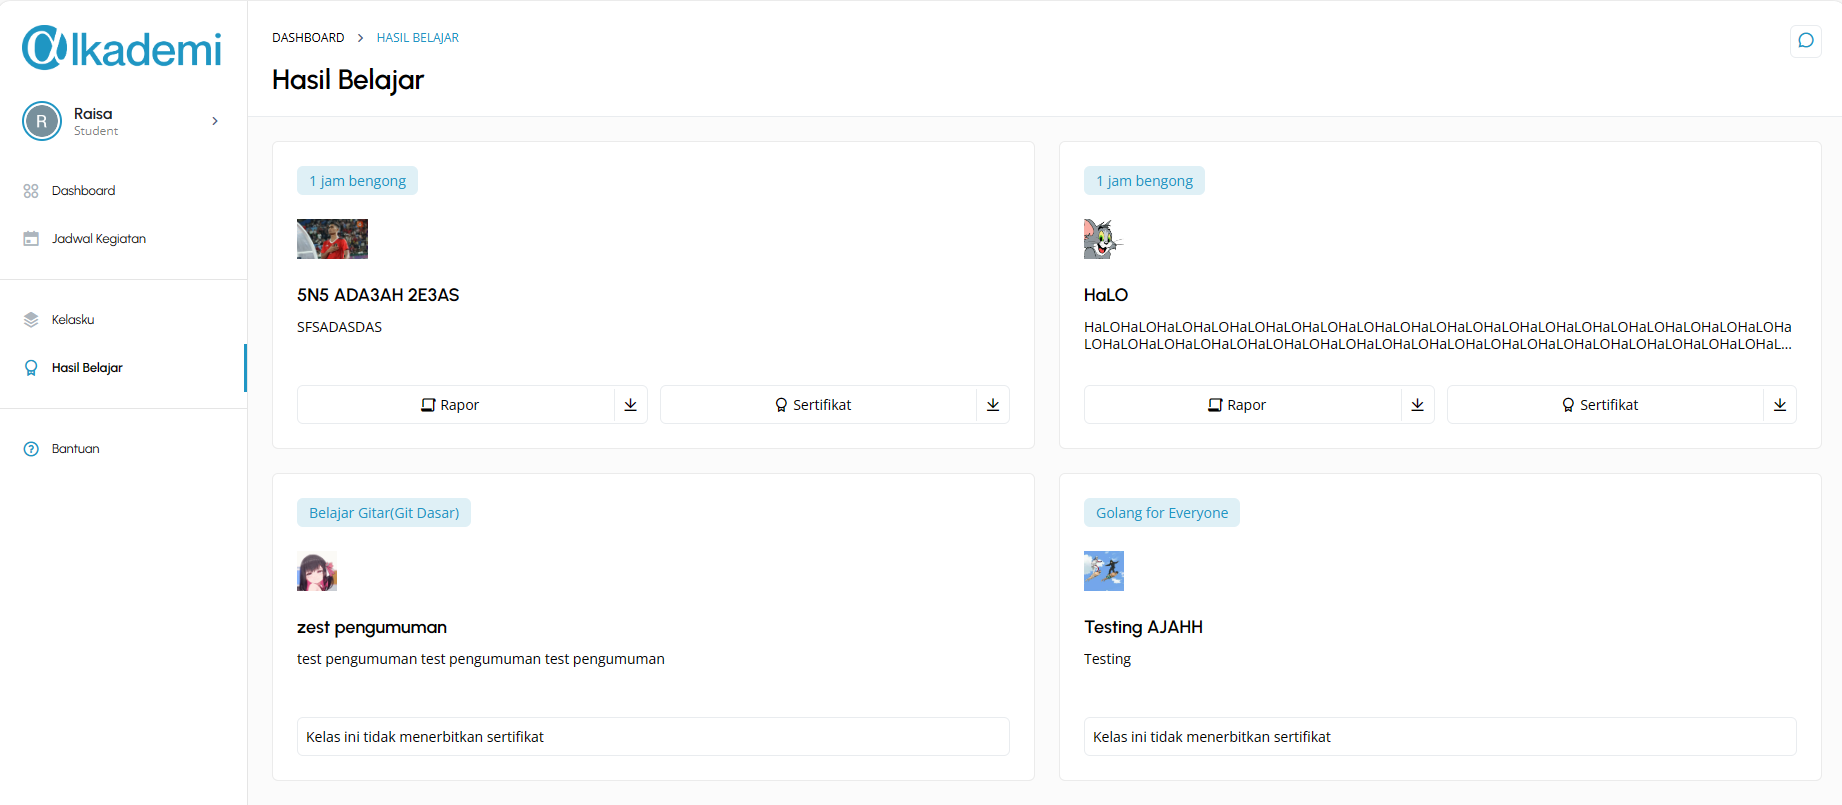 @lkademi
R
Raisa
Student
Dashboard
Jadwal Kegiatan
Kelasku
Hasil Belajar
Bantuan
DASHBOARD > HASIL BELAJAR
Hasil Belajar
1 jam bengong
5N5 ADA3AH 2E3AS
SFSADASDAS
Rapor
Sertifikat
1 jam bengong
HaLO
HaLOHaLOHaLOHaLOHaLOHaLOHaLOHaLOHaLOHaLOHaLOHaLOHaLOHaLOHaLOHaLOHaLOHaLOHaLOHa
LOHaLOHaLOHaLOHaLOHaLOHaLOHaLOHaLOHaLOHaLOHaLOHaLOHaLOHaLOHaLOHaLOHaLOHaLOHaL...
Rapor
Sertifikat
Belajar Gitar(Git Dasar)
zest pengumuman
test pengumuman test pengumuman test pengumuman
Kelas ini tidak menerbitkan sertifikat
Golang for Everyone
Testing AJAHH
Testing
Kelas ini tidak menerbitkan sertifikat